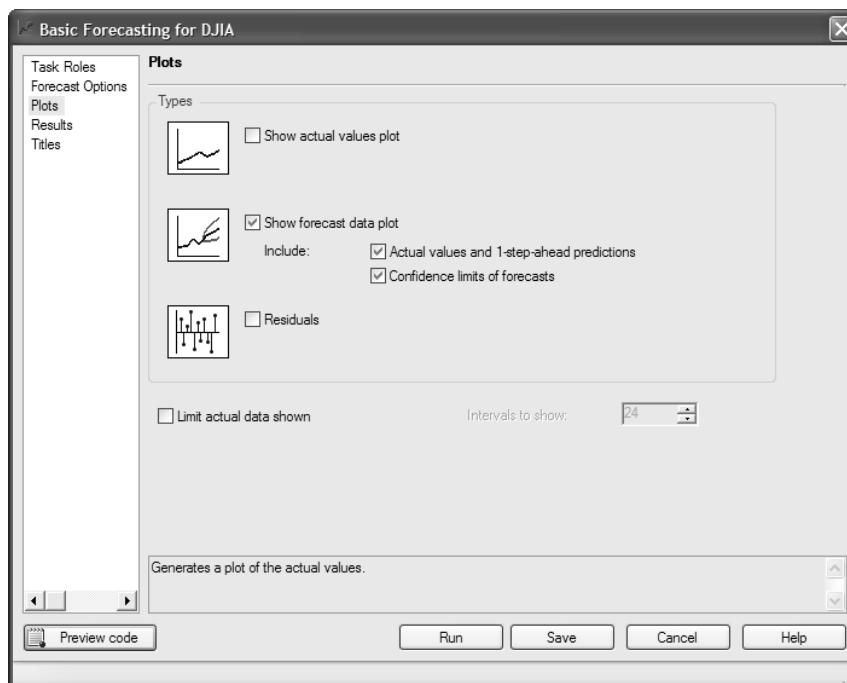 Basic Forecasting for DJIA
Task Roles
Forecast Options
Plots
Results
Titles
Plots
Types
Show actual values plot
Show forecast data plot
Include:
Actual values and 1-step-ahead predictions
Confidence limits of forecasts
Residuals
Limit actual data shown
Intervals to show:
24
Generates a plot of the actual values.
Preview code
Run
Save
Cancel
Help